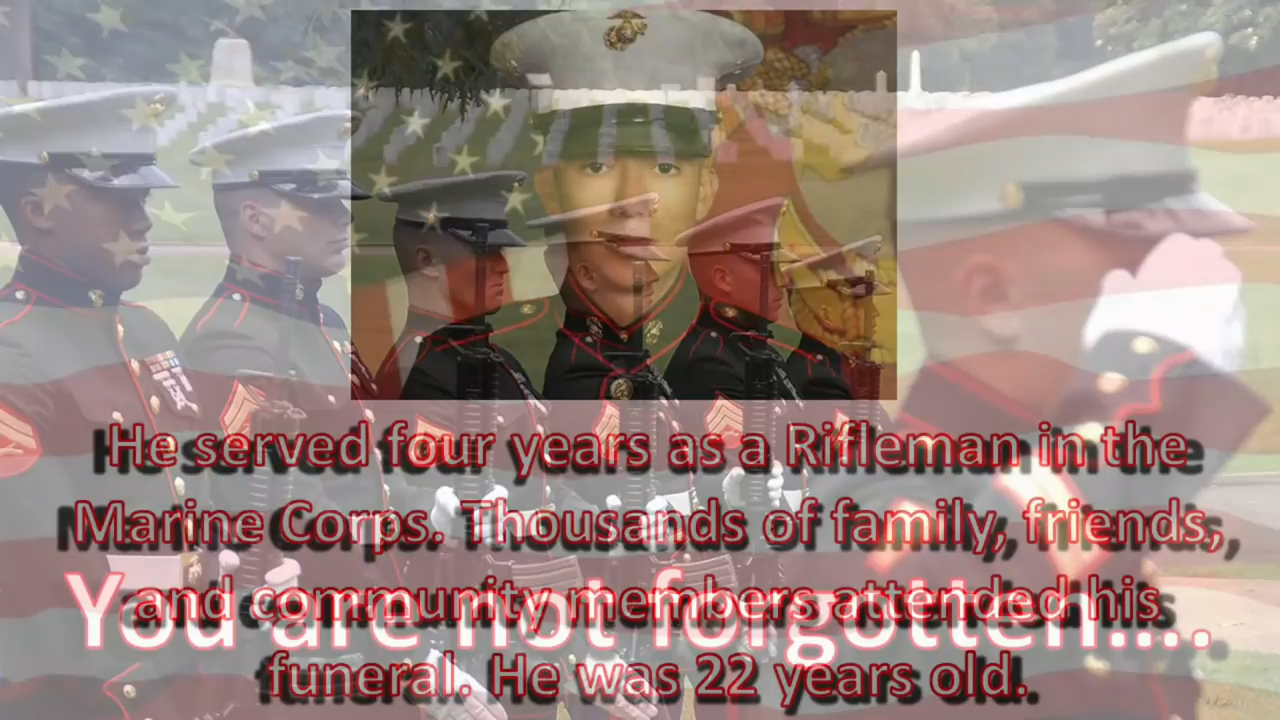 He served four years as a Rifleman in the
Marine Corps. Thousands of family, friends,
and community members attended his
You are not forgotten....
funeral. He was 22 years old.